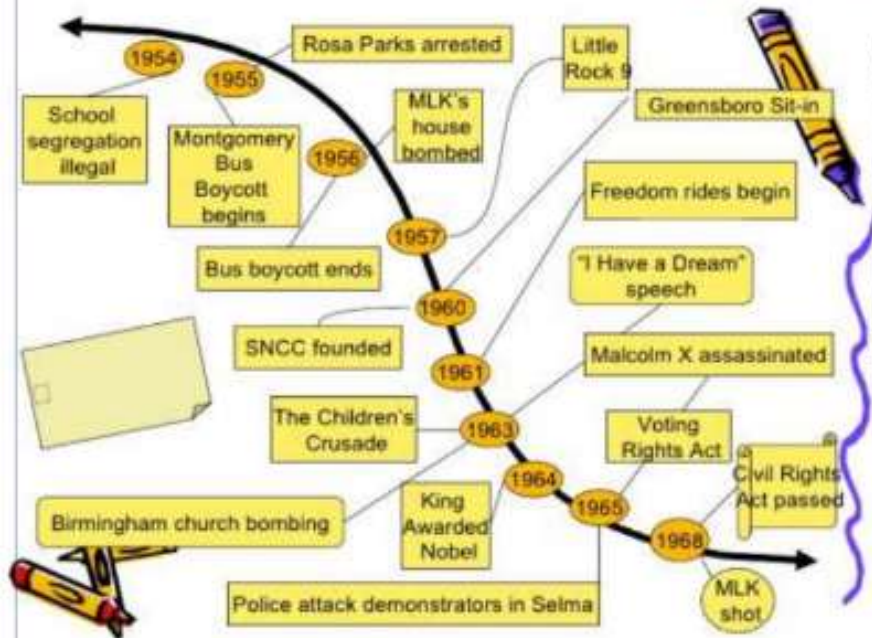 1954
School
segregation
illegal
1955
Rosa Parks arrested
Montgomery
Bus
Boycott
begins
1956
MLK's
house
bombed
Bus boycott ends
1957
Little
Rock 9
1960
Greensboro Sit-in
SNCC founded
1961
Freedom rides begin
1963
"I Have a Dream"
speech
The Children's
Crusade
Birmingham church bombing
1964
King
Awarded
Nobel
1965
Malcolm X assassinated
Voting
Rights Act
Police attack demonstrators in Selma
1968
Civil Rights
Act passed
MLK
shot